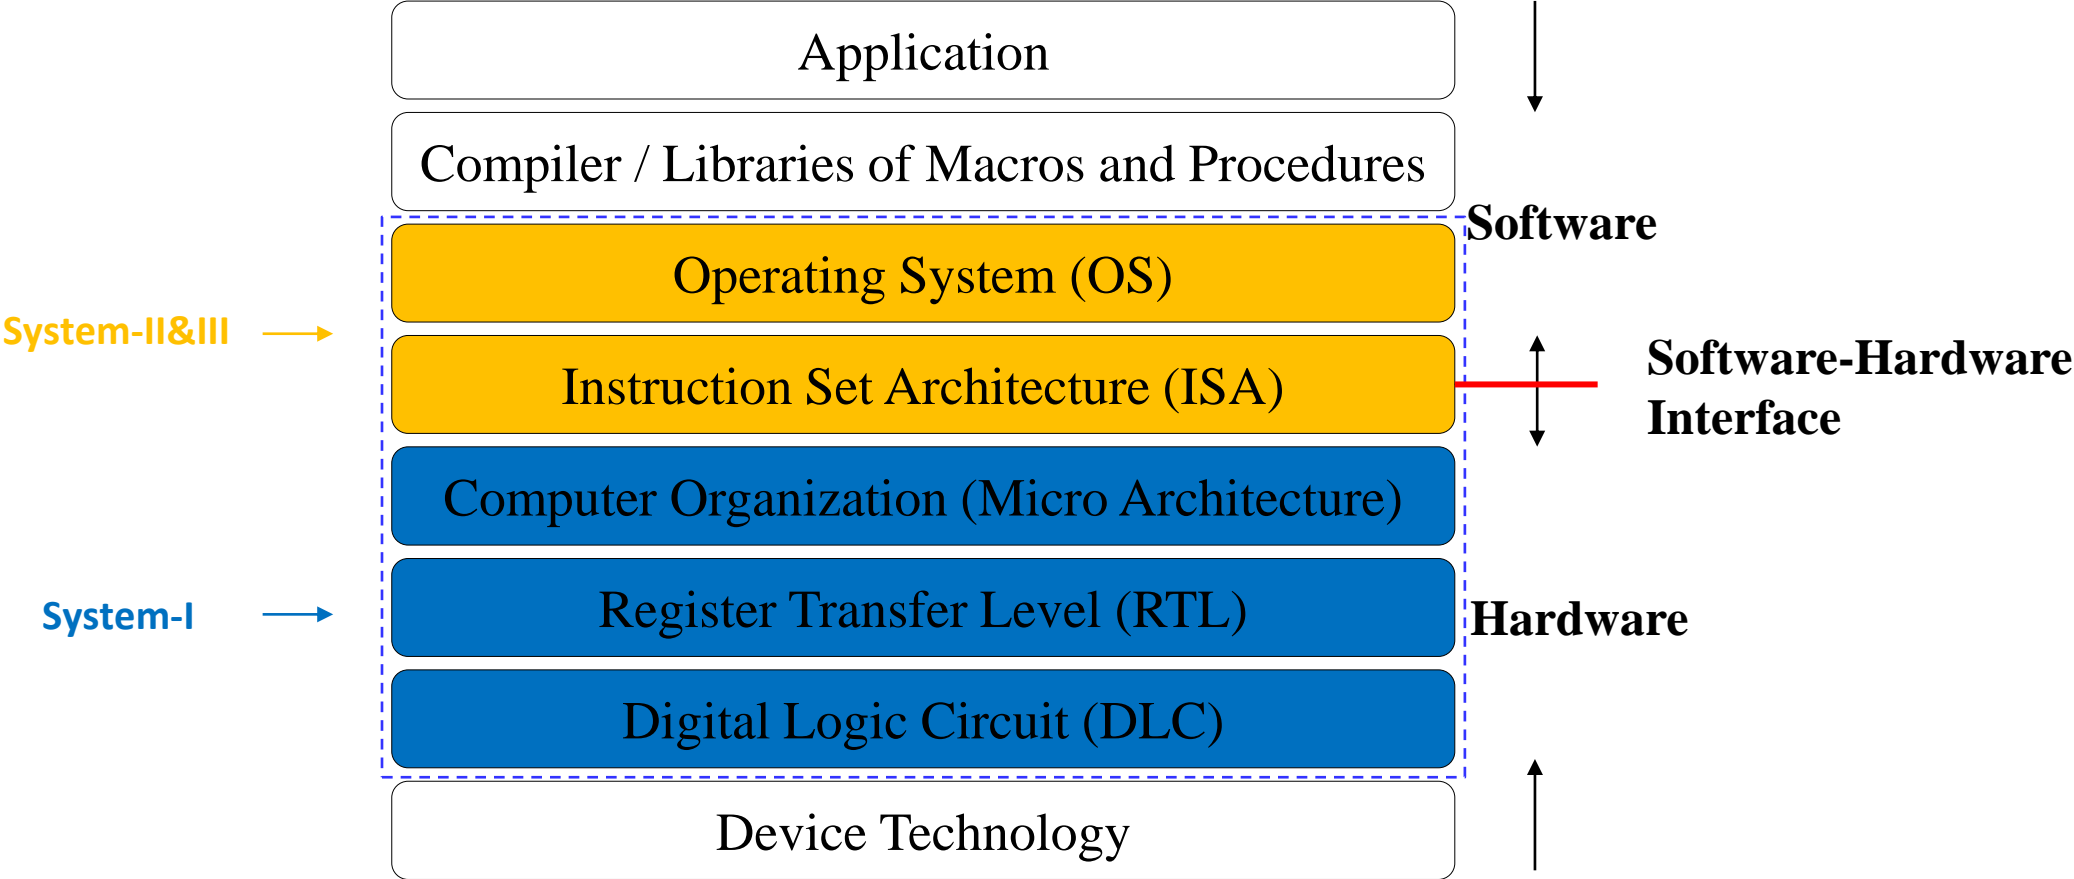 Application
Compiler / Libraries of Macros and Procedures
Software
Operating System (OS)
System-II&III
Instruction Set Architecture (ISA)
Software-Hardware
Interface
Computer Organization (Micro Architecture)
Register Transfer Level (RTL)
System-I
Hardware
Digital Logic Circuit (DLC)
Device Technology